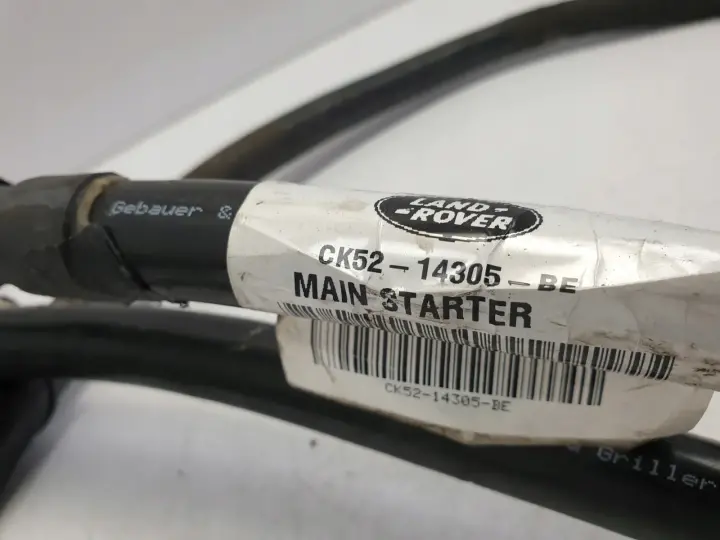 Gebauer &
LAND-
-ROVER
CK52-14305-BE
MAIN STARTER
CK52-14305-BE
Griller